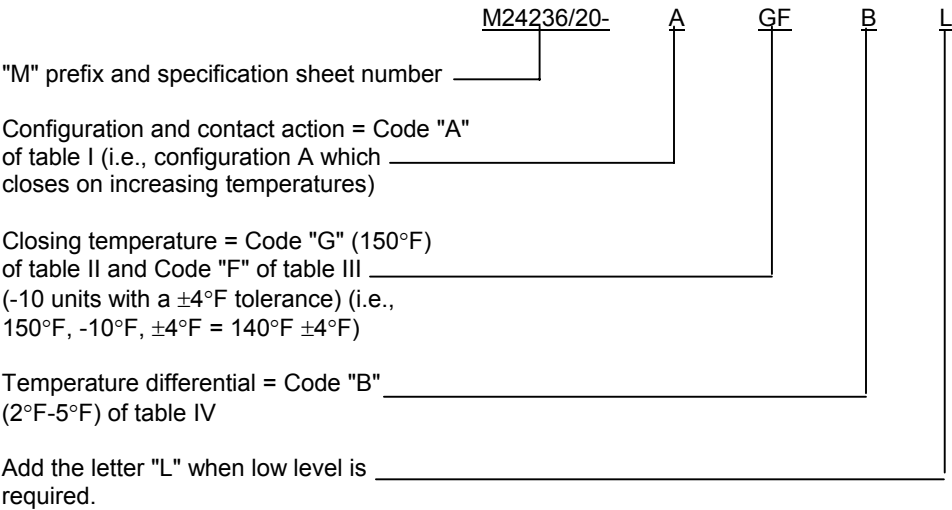 M24236/20- A GF B L
"M" prefix and specification sheet number
Configuration and contact action = Code "A"
of table I (i.e., configuration A which
closes on increasing temperatures)
Closing temperature = Code "G" (150°F)
of table II and Code "F" of table III
(-10 units with a ±4°F tolerance) (i.e.,
150°F, -10°F, ±4°F = 140°F ±4°F)
Temperature differential = Code "B"
(2°F-5°F) of table IV
Add the letter "L" when low level is
required.